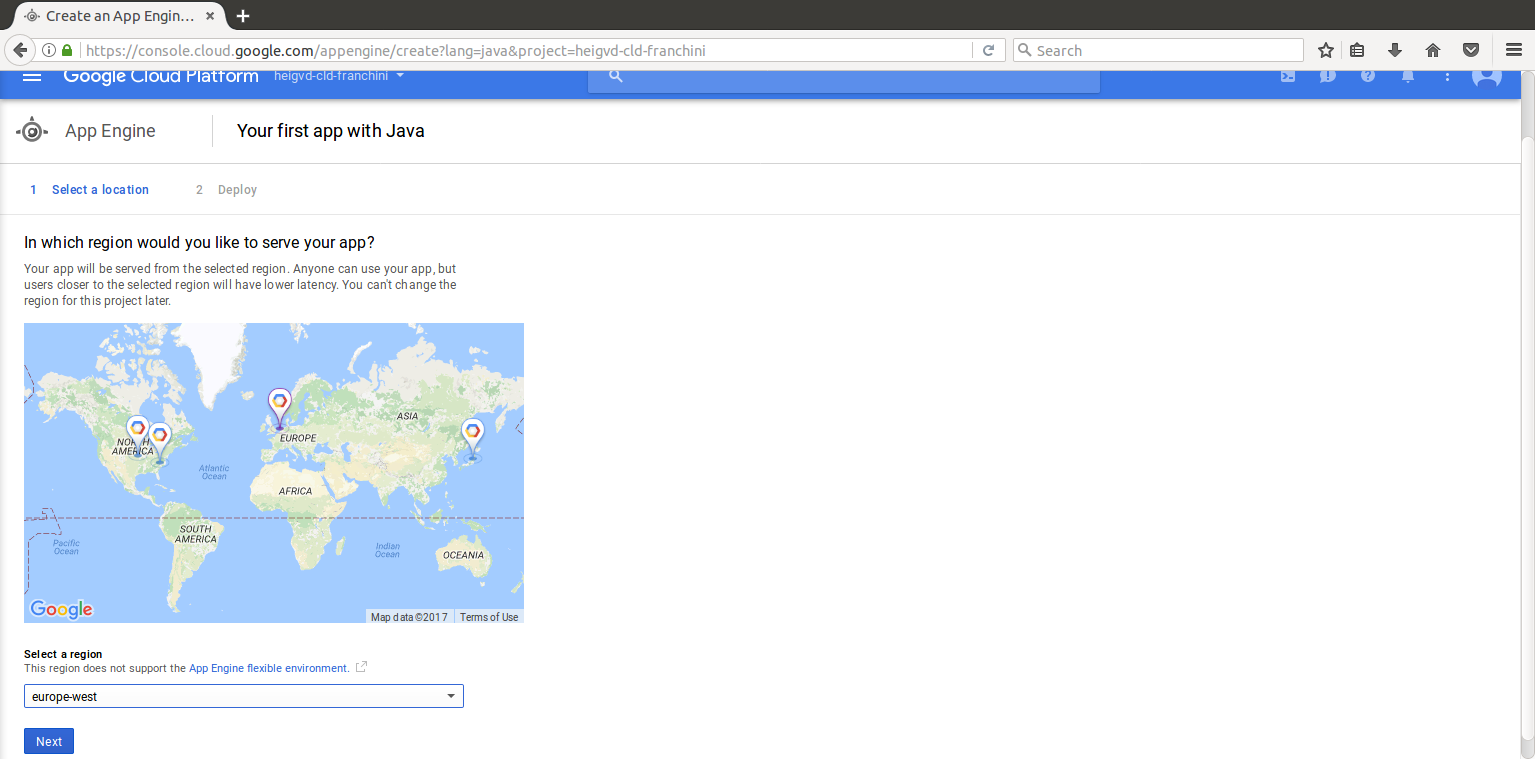 Create an App Engin...
https://console.cloud.google.com/appengine/create?lang=java&project=heigvd-cld-franchini
Search
Google Cloud Platform
heigvd-cld-franchini
App Engine
Your first app with Java
1 Select a location
2 Deploy
In which region would you like to serve your app?
Your app will be served from the selected region. Anyone can use your app, but
users closer to the selected region will have lower latency. You can't change the
region for this project later.
NORTH
AMERICA
EUROPE
ASIA
Atlantic
Ocean
AFRICA
SOUTH
AMERICA
Pacific
Ocean
Indian
Ocean
OCEANIA
Google
Map data ©2017
Terms of Use
Select a region
This region does not support the App Engine flexible environment.
europe-west
Next